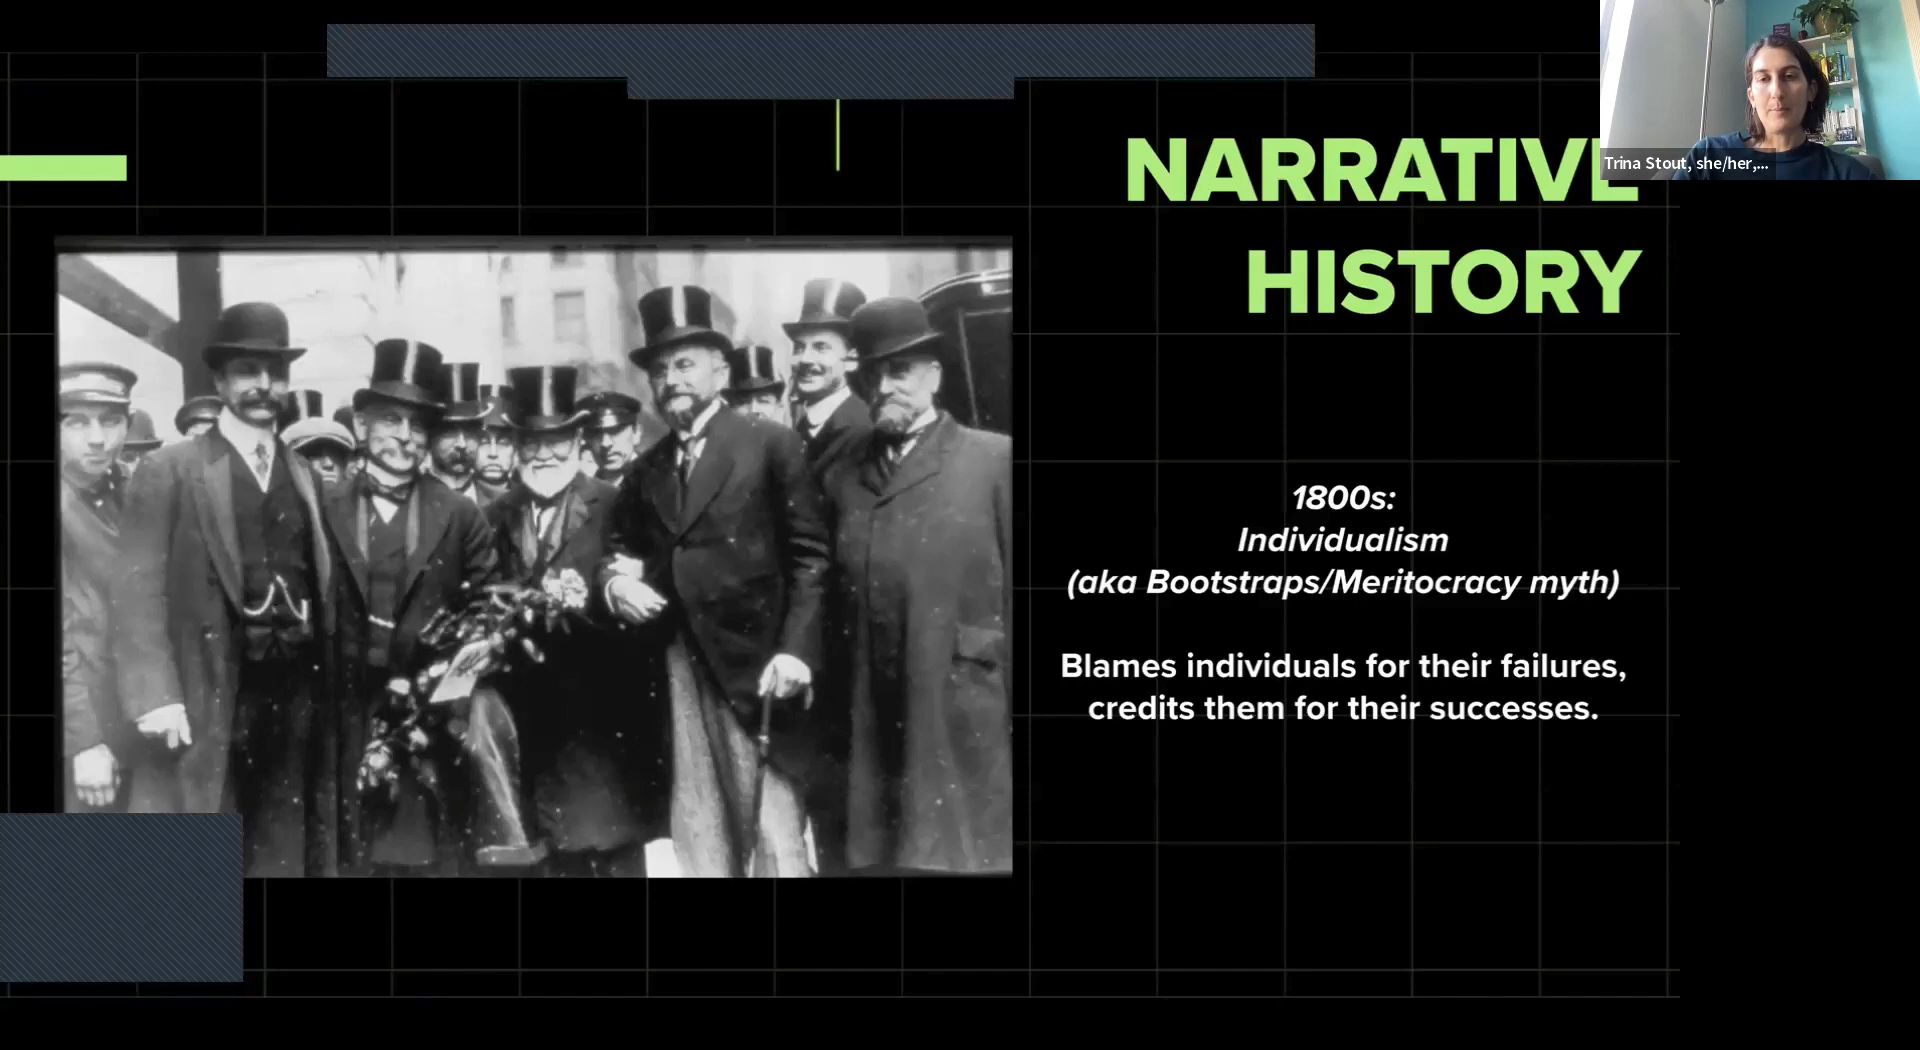 NARRATIVE
HISTORY
Trina Stout, she/her,...
1800s:
Individualism
(aka Bootstraps/Meritocracy myth)
Blames individuals for their failures,
credits them for their successes.